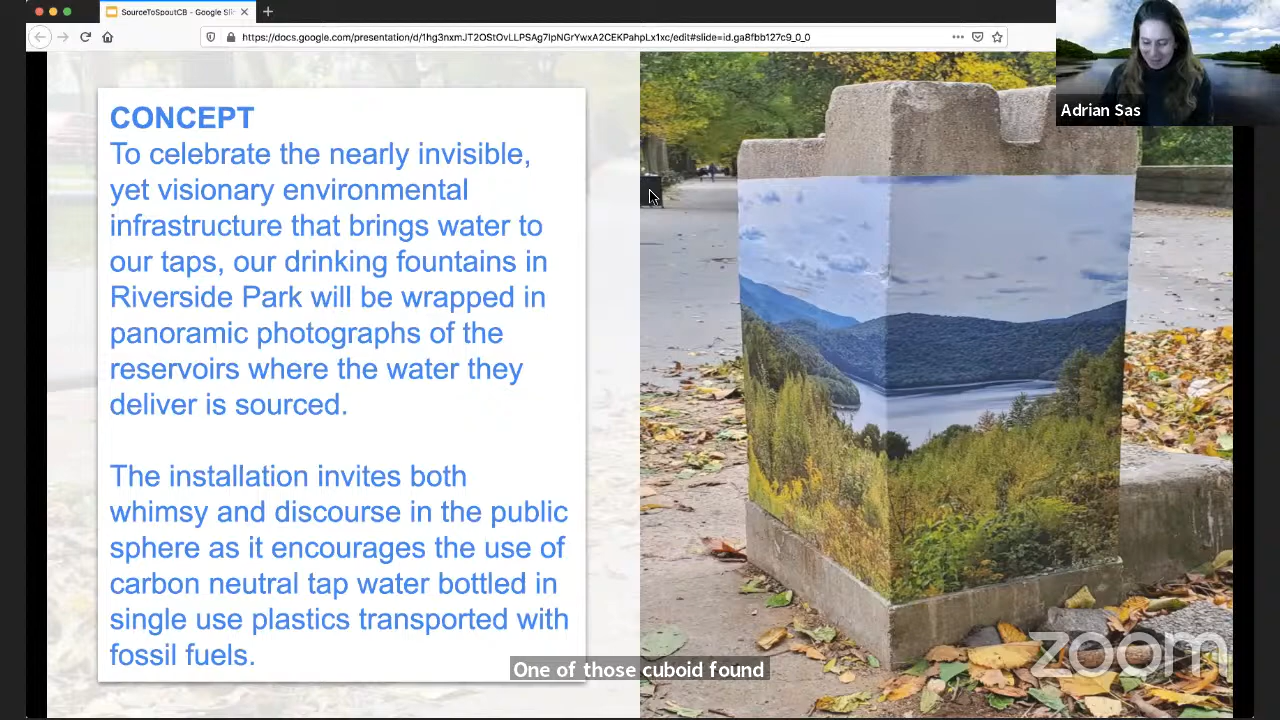 SourceToSpoutCB - Google Sli
https://docs.google.com/presentation/d/1hg3nxmJT2OStOvLLPSAg7IpNGrYwxA2CEKPahpLx1xc/edit#slide=id.ga8fbb127c9_0_0
Adrian Sas
CONCEPT
To celebrate the nearly invisible,
yet visionary environmental
infrastructure that brings water to
our taps, our drinking fountains in
Riverside Park will be wrapped in
panoramic photographs of the
reservoirs where the water they
deliver is sourced.
The installation invites both
whimsy and discourse in the public
sphere as it encourages the use of
carbon neutral tap water bottled in
single use plastics transported with
fossil fuels.
One of those cuboid found
zoom